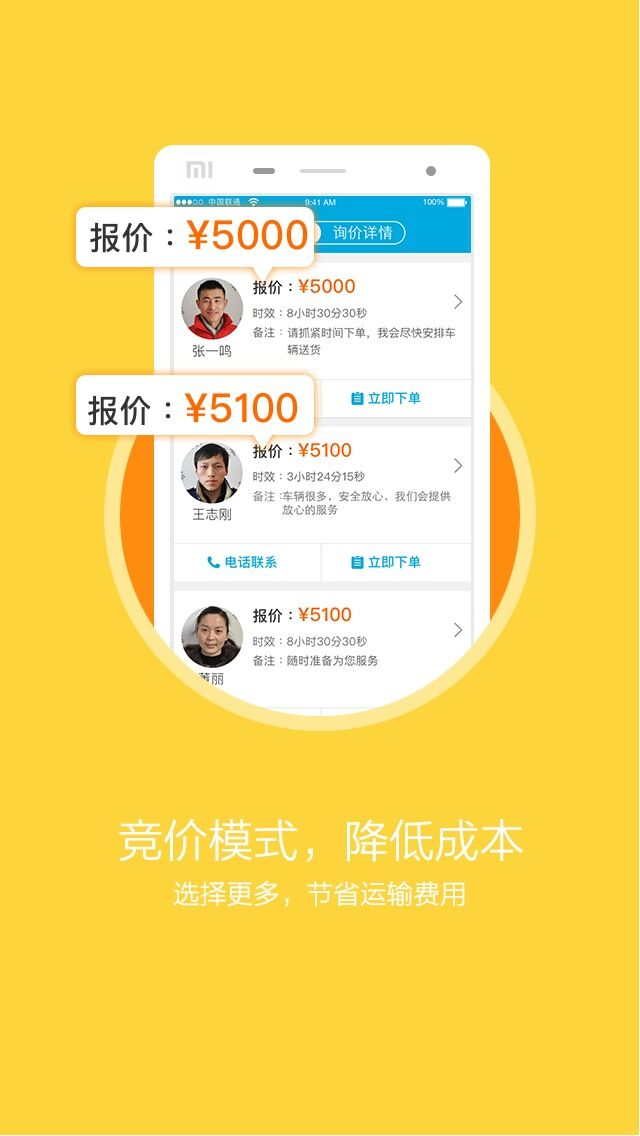 中国联通
9:41 AM
100%
报价：¥5000
询价详情
报价：¥5000
时效：8小时30分30秒
备注：请抓紧时间下单，我会尽快安排车
辆送货
张一鸣
立即下单
报价：¥5100
报价：¥5100
时效：3小时24分15秒
备注：车辆很多，安全放心，我们会提供
放心的服务
王志刚
电话联系
立即下单
报价：¥5100
时效：8小时30分30秒
备注：随时准备为您服务
董丽
竞价模式，降低成本
选择更多，节省运输费用